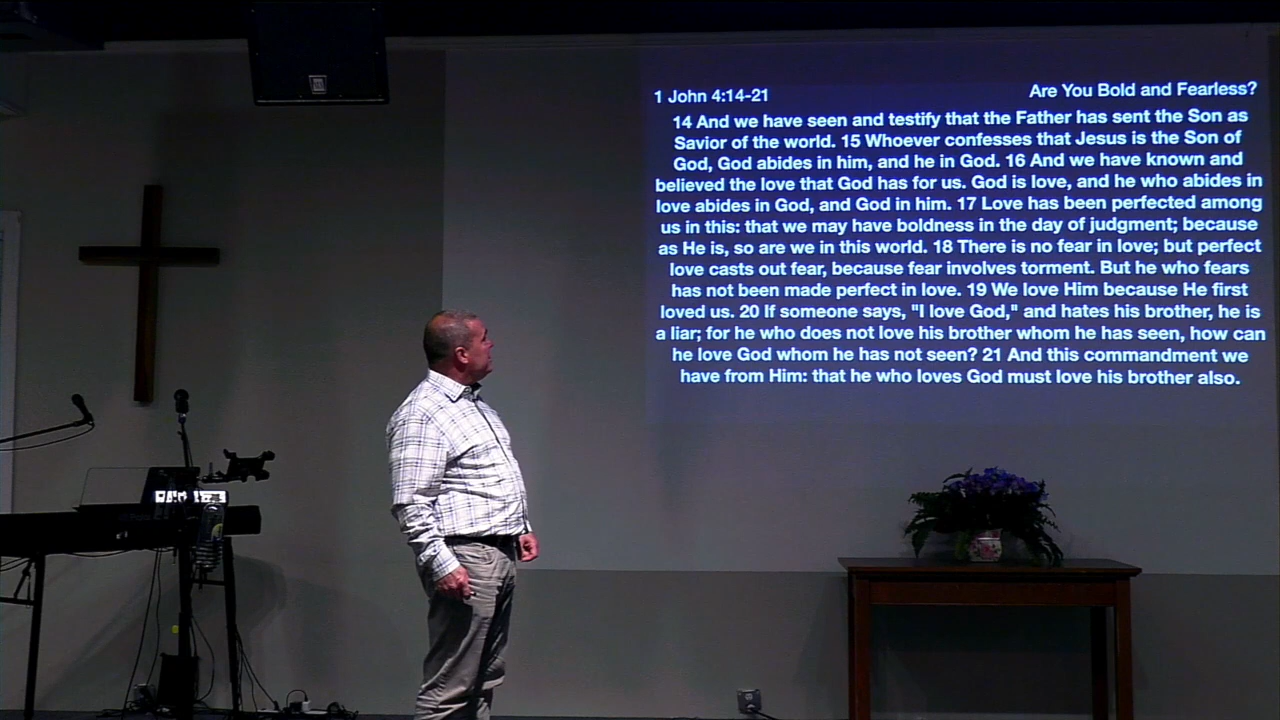 1 John 4:14-21 Are You Bold and Fearless?
14 And we have seen and testify that the Father has sent the Son as
Savior of the world. 15 Whoever confesses that Jesus is the Son of
God, God abides in him, and he in God. 16 And we have known and
believed the love that God has for us. God is love, and he who abides in
love abides in God, and God in him. 17 Love has been perfected among
us in this: that we may have boldness in the day of judgment; because
as He is, so are we in this world. 18 There is no fear in love; but perfect
love casts out fear, because fear involves torment. But he who fears
has not been made perfect in love. 19 We love Him because He first
loved us. 20 If someone says, "I love God," and hates his brother, he is
a liar; for he who does not love his brother whom he has seen, how can
he love God whom he has not seen? 21 And this commandment we
have from Him: that he who loves God must love his brother also.